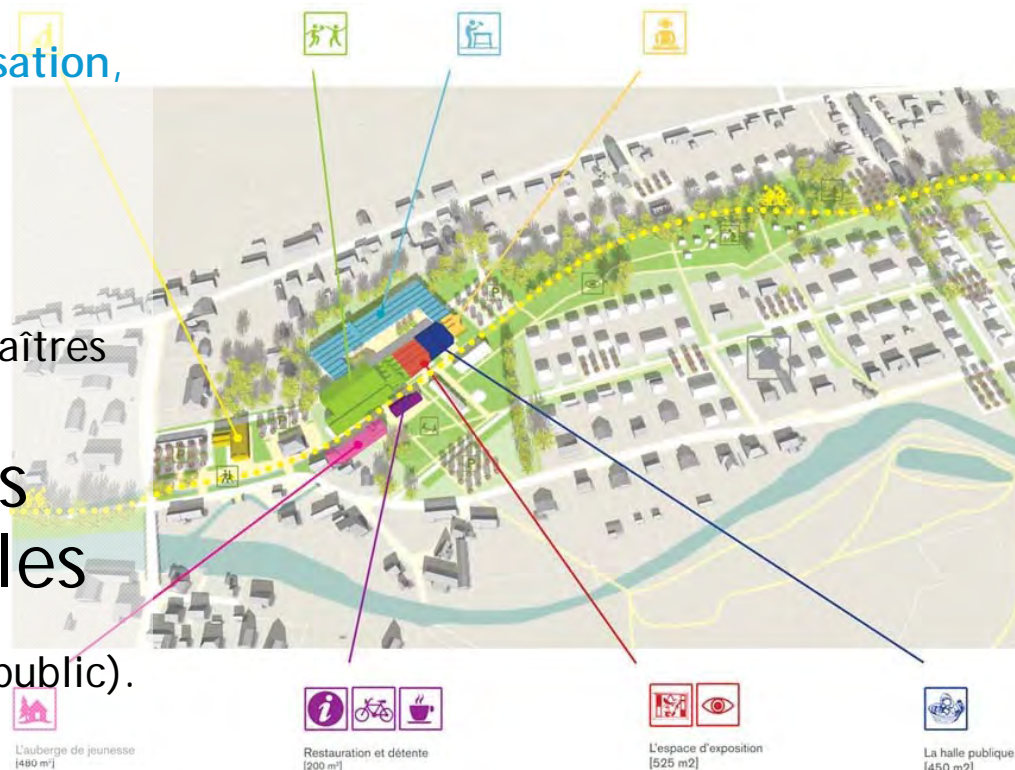 sation,
aîtres
s
les
public).
L'auberge de jeunesse
[480 m²]
Restauration et détente
[200 m²]
L'espace d'exposition
[525 m2]
La halle publique
[450 m2]
P
P
P